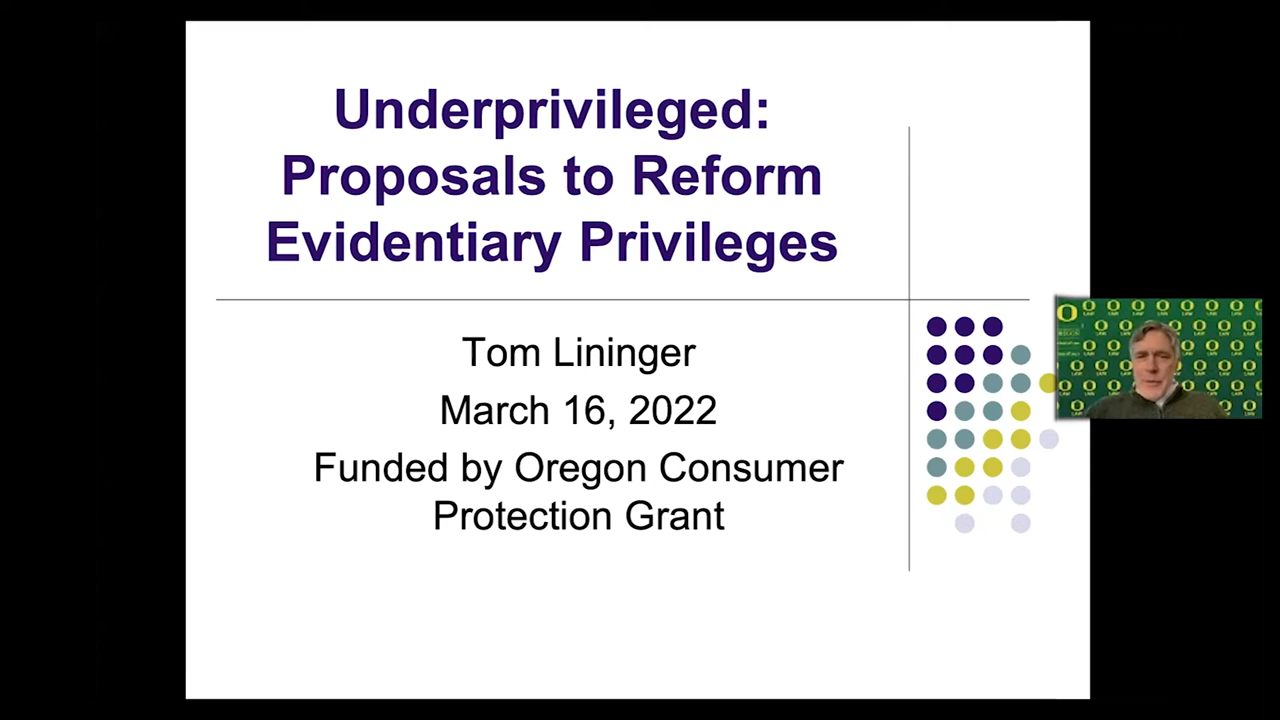 Underprivileged:
Proposals to Reform
Evidentiary Privileges
Tom Lininger
March 16, 2022
Funded by Oregon Consumer
Protection Grant